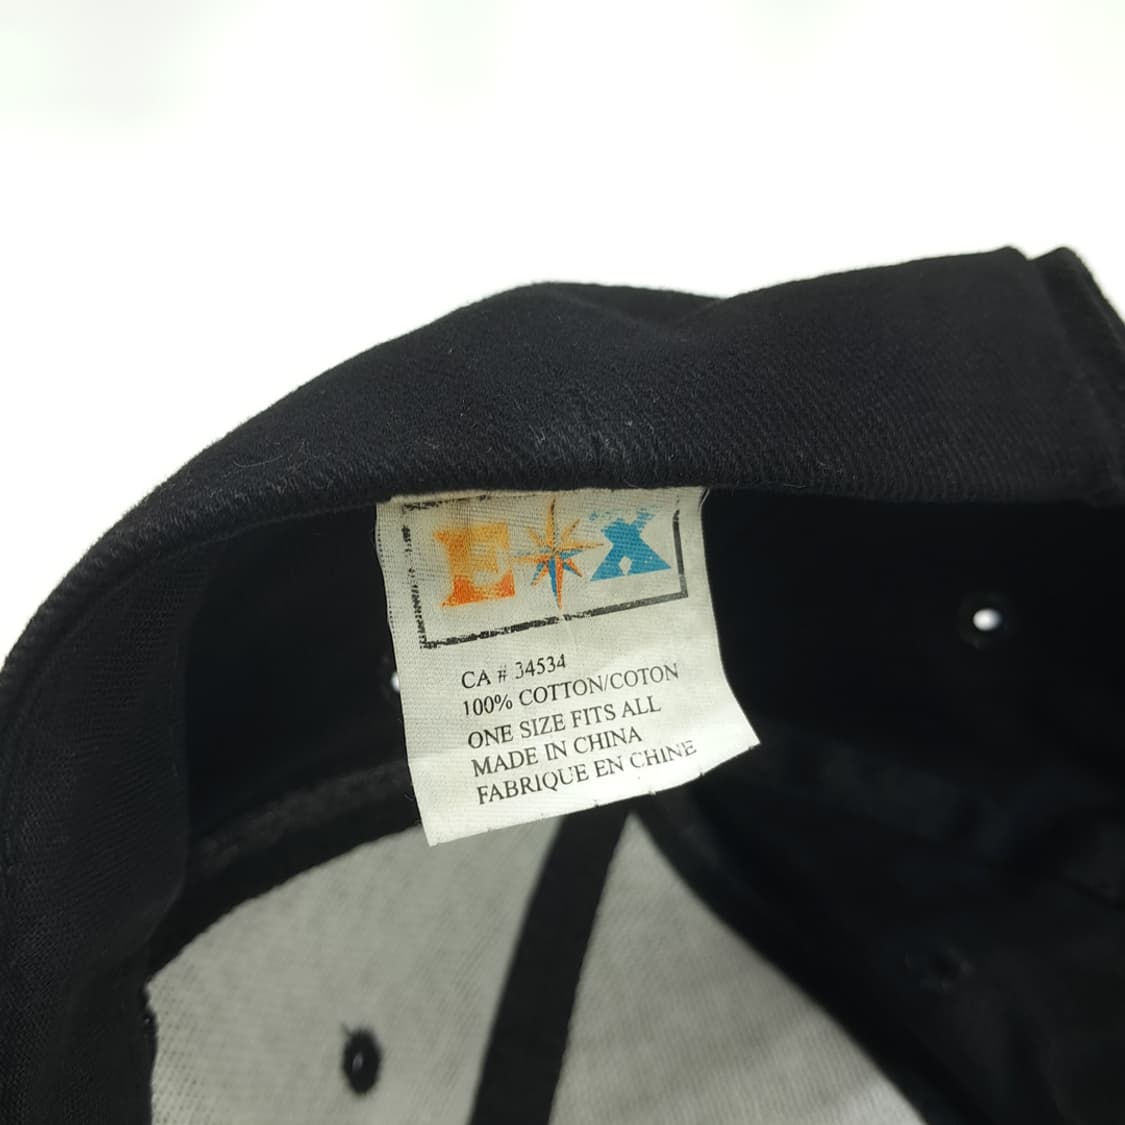 E X
CA # 34534
100% COTTON/COTON
ONE SIZE FITS ALL
MADE IN CHINA
FABRIQUE EN CHINE